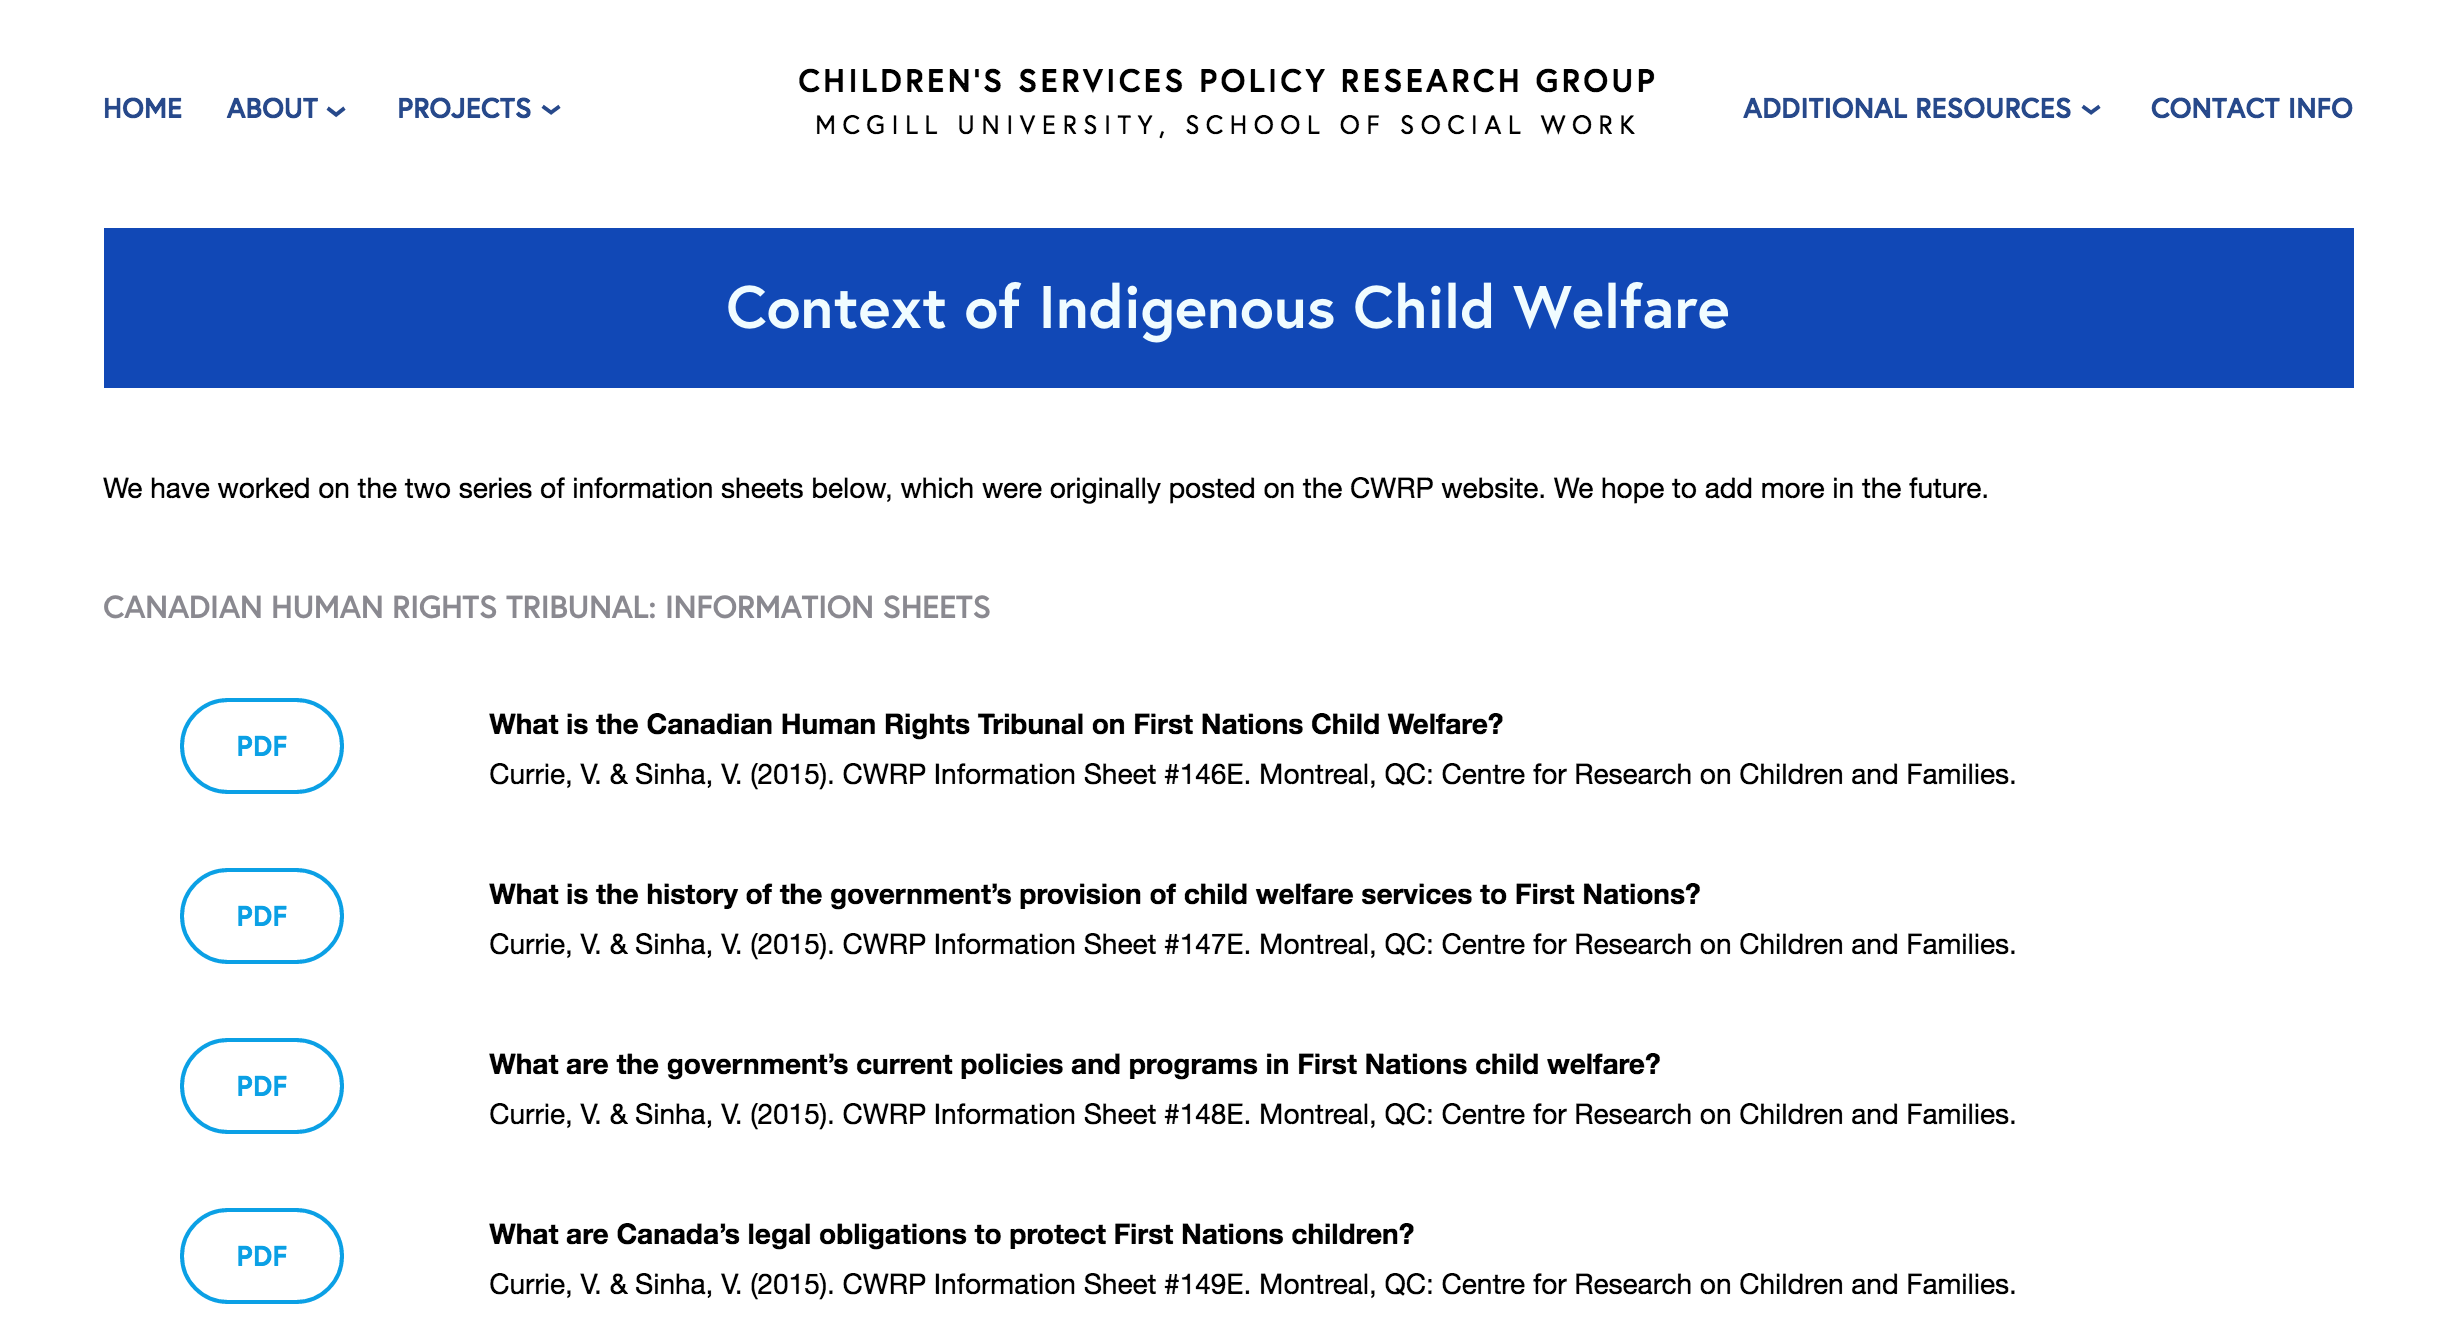 HOME ABOUT PROJECTS
CHILDREN'S SERVICES POLICY RESEARCH GROUP
MCGILL UNIVERSITY, SCHOOL OF SOCIAL WORK
ADDITIONAL RESOURCES CONTACT INFO
Context of Indigenous Child Welfare
We have worked on the two series of information sheets below, which were originally posted on the CWRP website. We hope to add more in the future.
CANADIAN HUMAN RIGHTS TRIBUNAL: INFORMATION SHEETS
PDF
What is the Canadian Human Rights Tribunal on First Nations Child Welfare?
Currie, V. & Sinha, V. (2015). CWRP Information Sheet #146E. Montreal, QC: Centre for Research on Children and Families.
PDF
What is the history of the government’s provision of child welfare services to First Nations?
Currie, V. & Sinha, V. (2015). CWRP Information Sheet #147E. Montreal, QC: Centre for Research on Children and Families.
PDF
What are the government’s current policies and programs in First Nations child welfare?
Currie, V. & Sinha, V. (2015). CWRP Information Sheet #148E. Montreal, QC: Centre for Research on Children and Families.
PDF
What are Canada’s legal obligations to protect First Nations children?
Currie, V. & Sinha, V. (2015). CWRP Information Sheet #149E. Montreal, QC: Centre for Research on Children and Families.